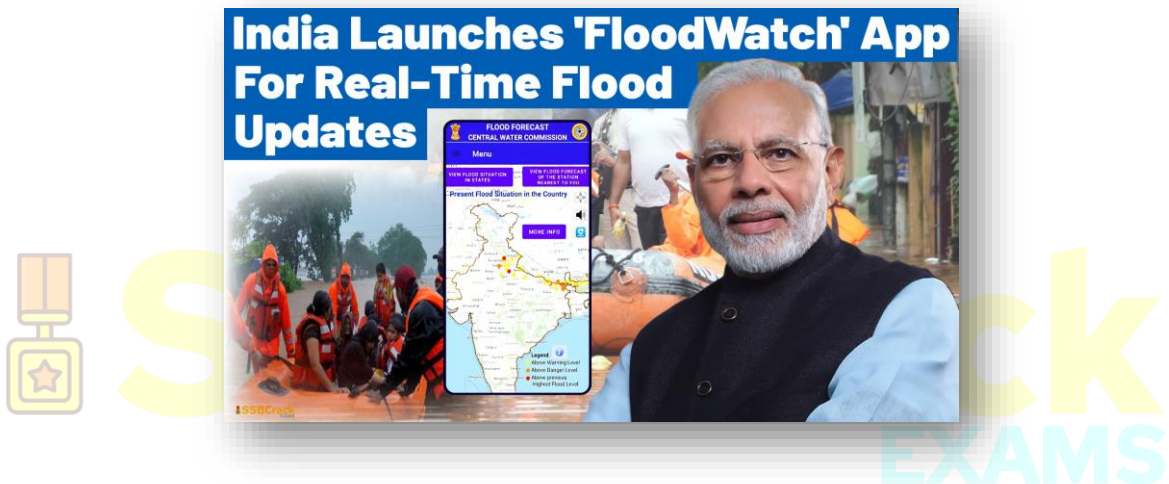 India Launches 'FloodWatch' App
For Real-Time Flood
Updates
FLOOD FORECAST
CENTRAL WATER COMMISSION
Menu
VIEW FLOOD SITUATION
IN STATES
VIEW FLOOD FORECAST
OF THE STATION
NEAREST TO YOU
Present Flood Situation in the Country
MORE INFO
Legend
Above Warning Level
Above Danger Level
Above previous
Highest Flood Level
SSBCrack
S ck
EXAMS